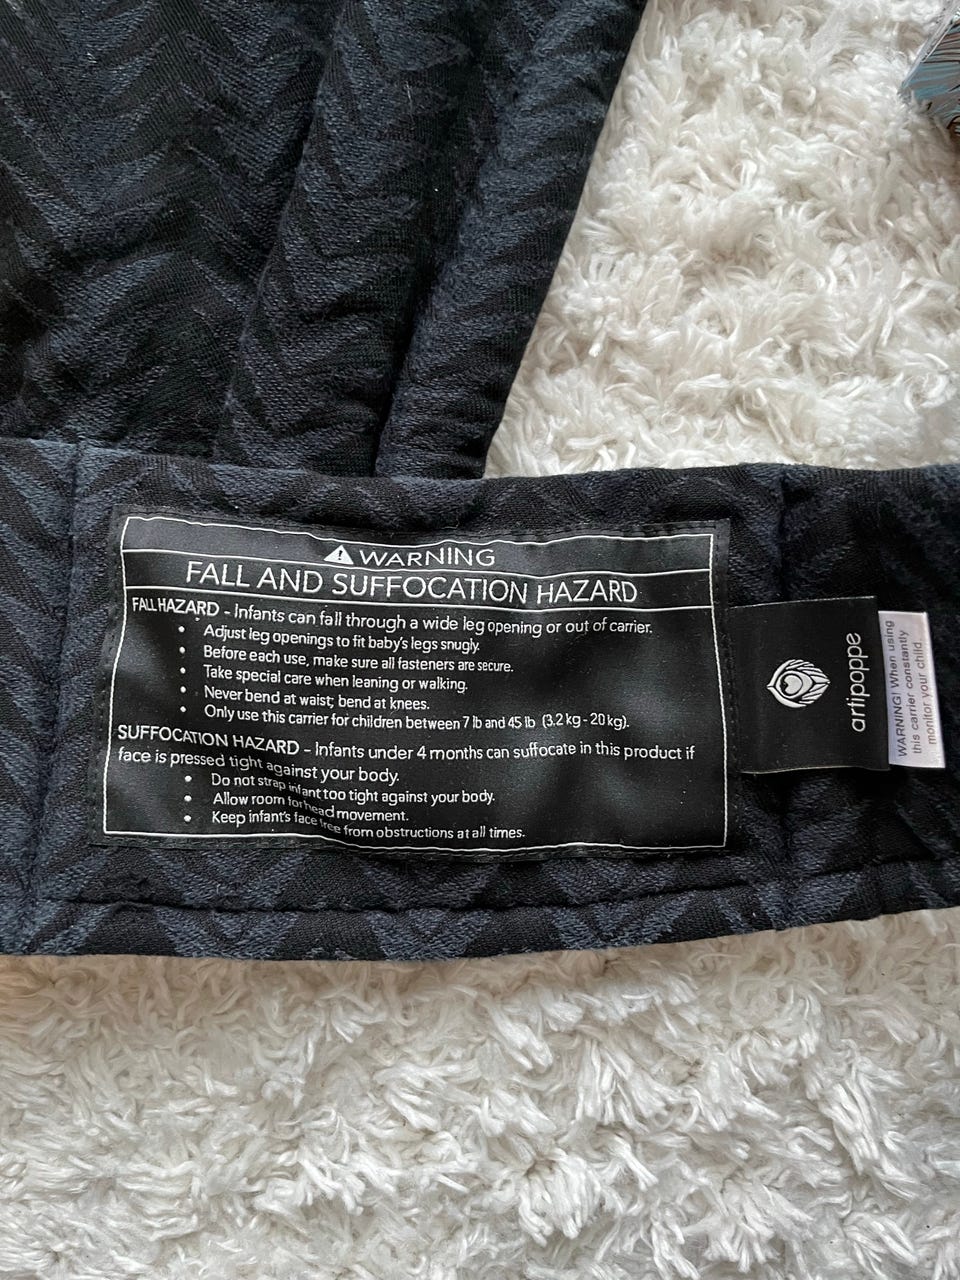 ⚠ WARNING
FALL AND SUFFOCATION HAZARD
FALL HAZARD - Infants can fall through a wide leg opening or out of carrier.
• Adjust leg openings to fit baby's legs snugly.
• Before each use, make sure all fasteners are secure.
• Take special care when leaning or walking.
• Never bend at waist; bend at knees.
• Only use this carrier for children between 7 lb and 45 lb (3.2 kg - 20 kg).
SUFFOCATION HAZARD - Infants under 4 months can suffocate in this product if
face is pressed tight against your body.
• Do not strap infant too tight against your body.
• Allow room for head movement.
• Keep infant's face free from obstructions at all times.
artipoppe
WARNING! When using
this carrier constantly
monitor your child.